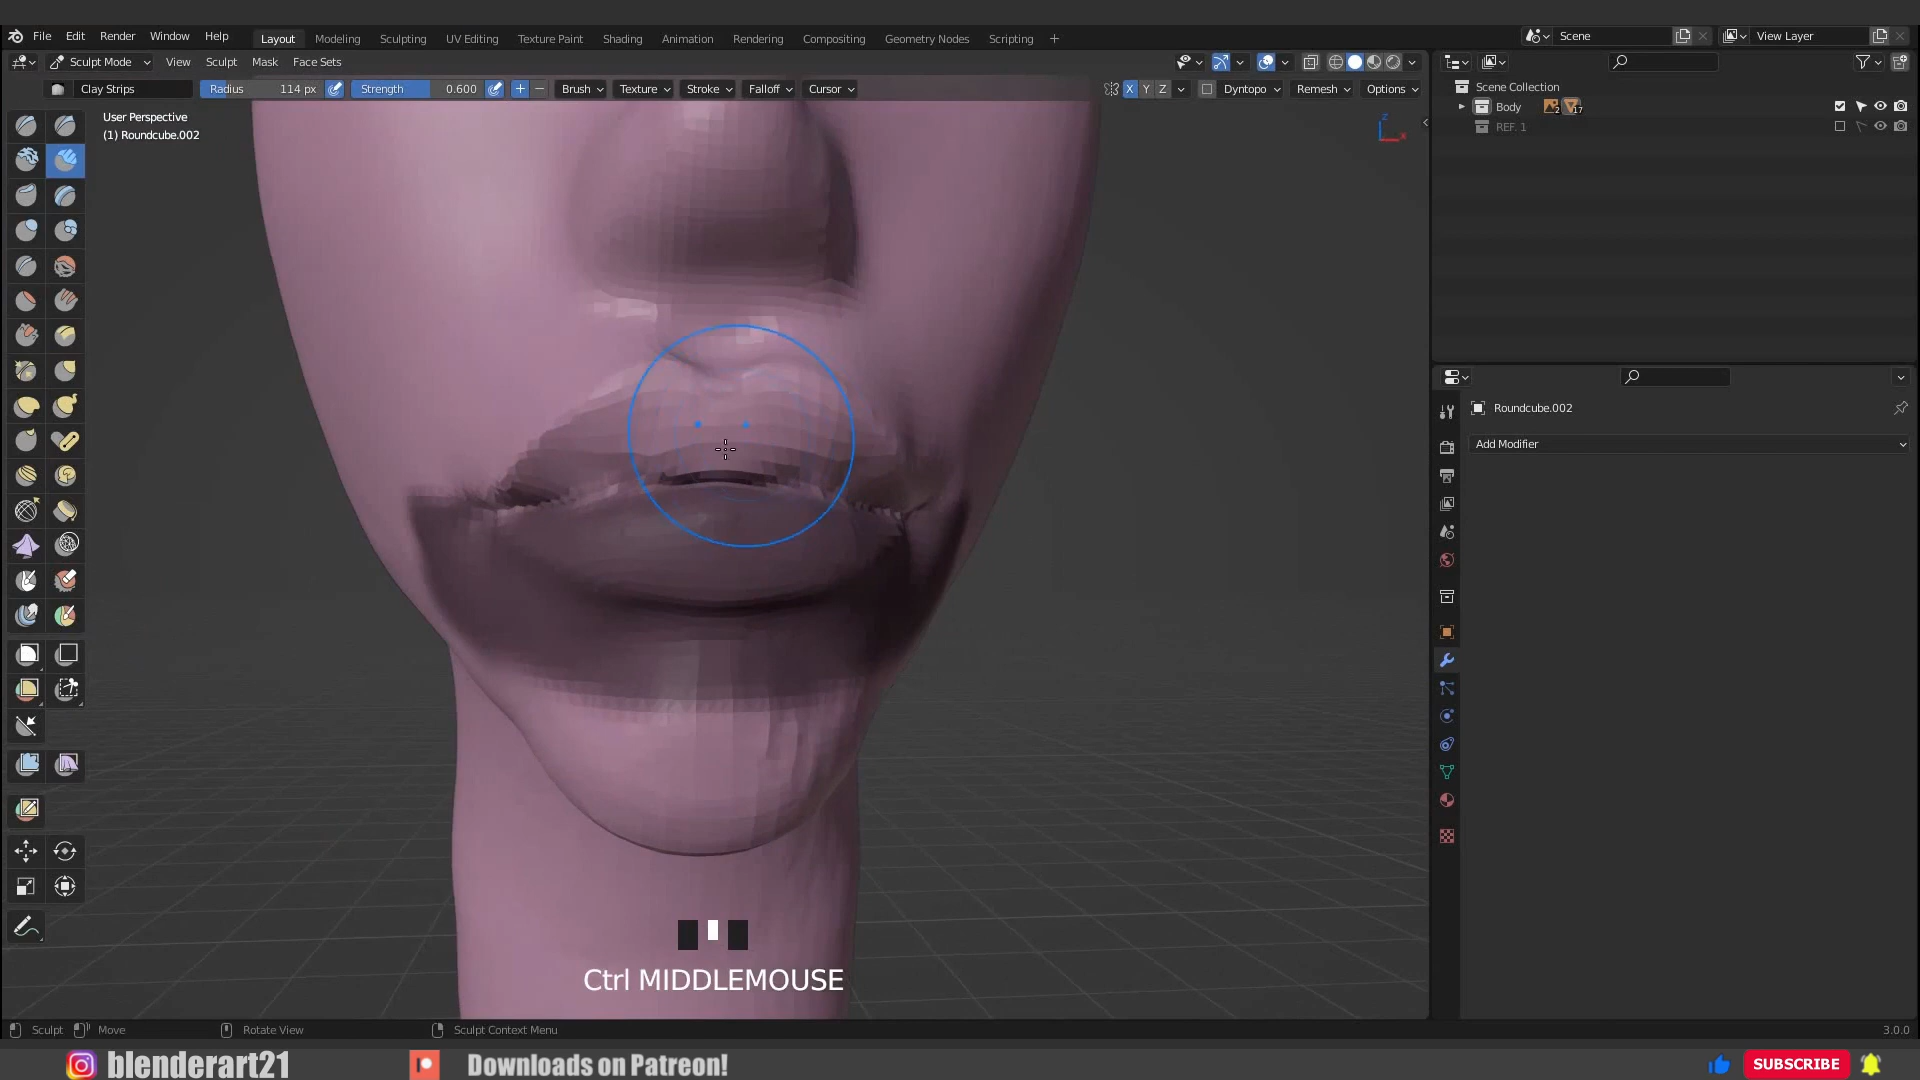 File Edit Render Window Help Layout Modeling Sculpting UV Editing Texture Paint Shading Animation Rendering Compositing Geometry Nodes Scripting + Scene View Layer
Sculpt Mode View Sculpt Mask Face Sets
Clay Strips Radius 114 px Strength 0.600 + − Brush Texture Stroke Falloff Cursor X Y Z Dyntopo Remesh Options
User Perspective
(1) Roundcube.002
Scene Collection
Body 2 17
REF. 1
Z
X
Roundcube.002
Add Modifier
Ctrl MIDDLEMOUSE
Sculpt Move Rotate View Sculpt Context Menu 3.0.0
blenderart21 Downloads on Patreon! SUBSCRIBE